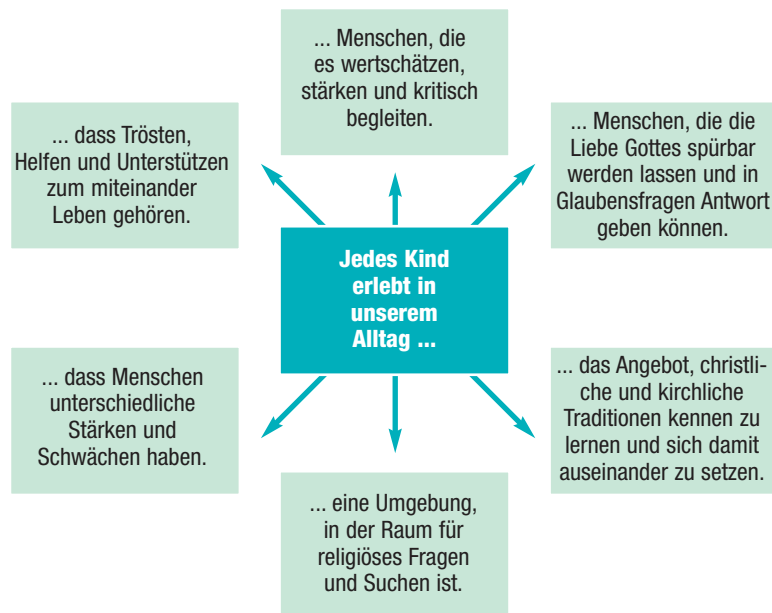 ... Menschen, die
es wertschätzen,
stärken und kritisch
begleiten.
... dass Trösten,
Helfen und Unterstützen
zum miteinander
Leben gehören.
... Menschen, die die
Liebe Gottes spürbar
werden lassen und in
Glaubensfragen Antwort
geben können.
Jedes Kind
erlebt in
unserem
Alltag ...
... dass Menschen
unterschiedliche
Stärken und
Schwächen haben.
... das Angebot, christli-
che und kirchliche
Traditionen kennen zu
lernen und sich damit
auseinander zu setzen.
... eine Umgebung,
in der Raum für
religiöses Fragen
und Suchen ist.